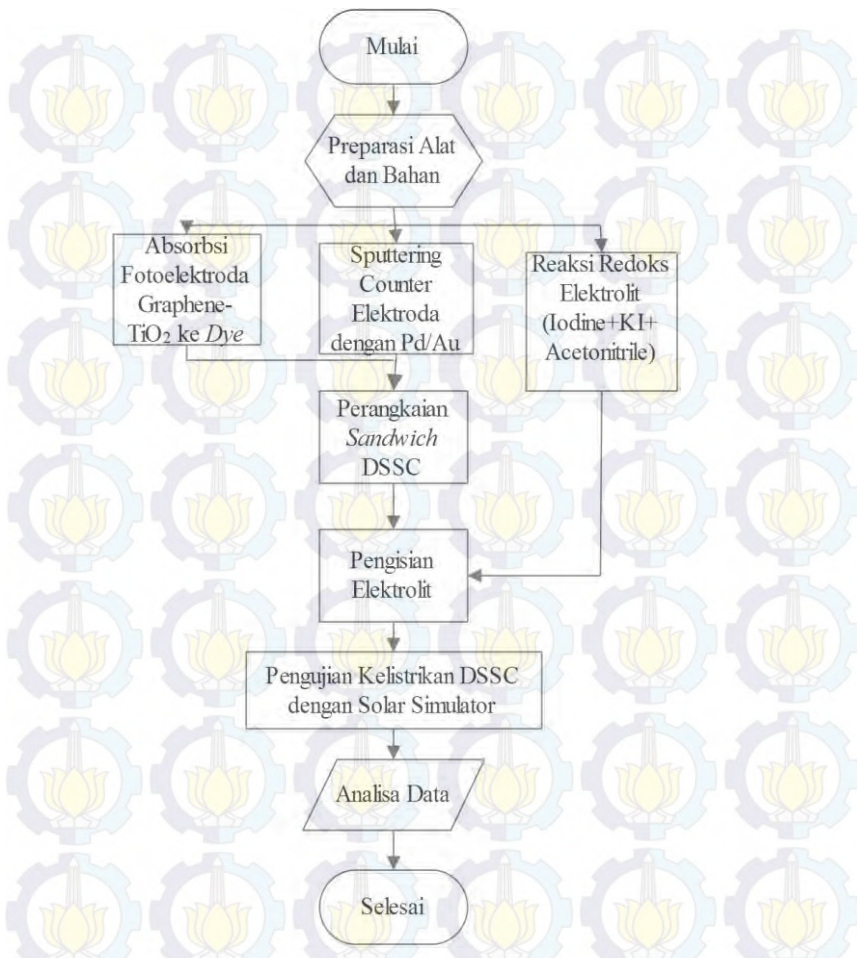 Mulai
Preparasi Alat
dan Bahan
Absorbsi
Fotoelektroda
Graphene-
TiO₂ ke Dye
Sputtering
Counter
Elektroda
dengan Pd/Au
Reaksi Redoks
Elektrolit
(Iodine+KI+
Acetonitrile)
Perangkaian
Sandwich
DSSC
Pengisian
Elektrolit
Pengujian Kelistrikan DSSC
dengan Solar Simulator
Analisa Data
Selesai